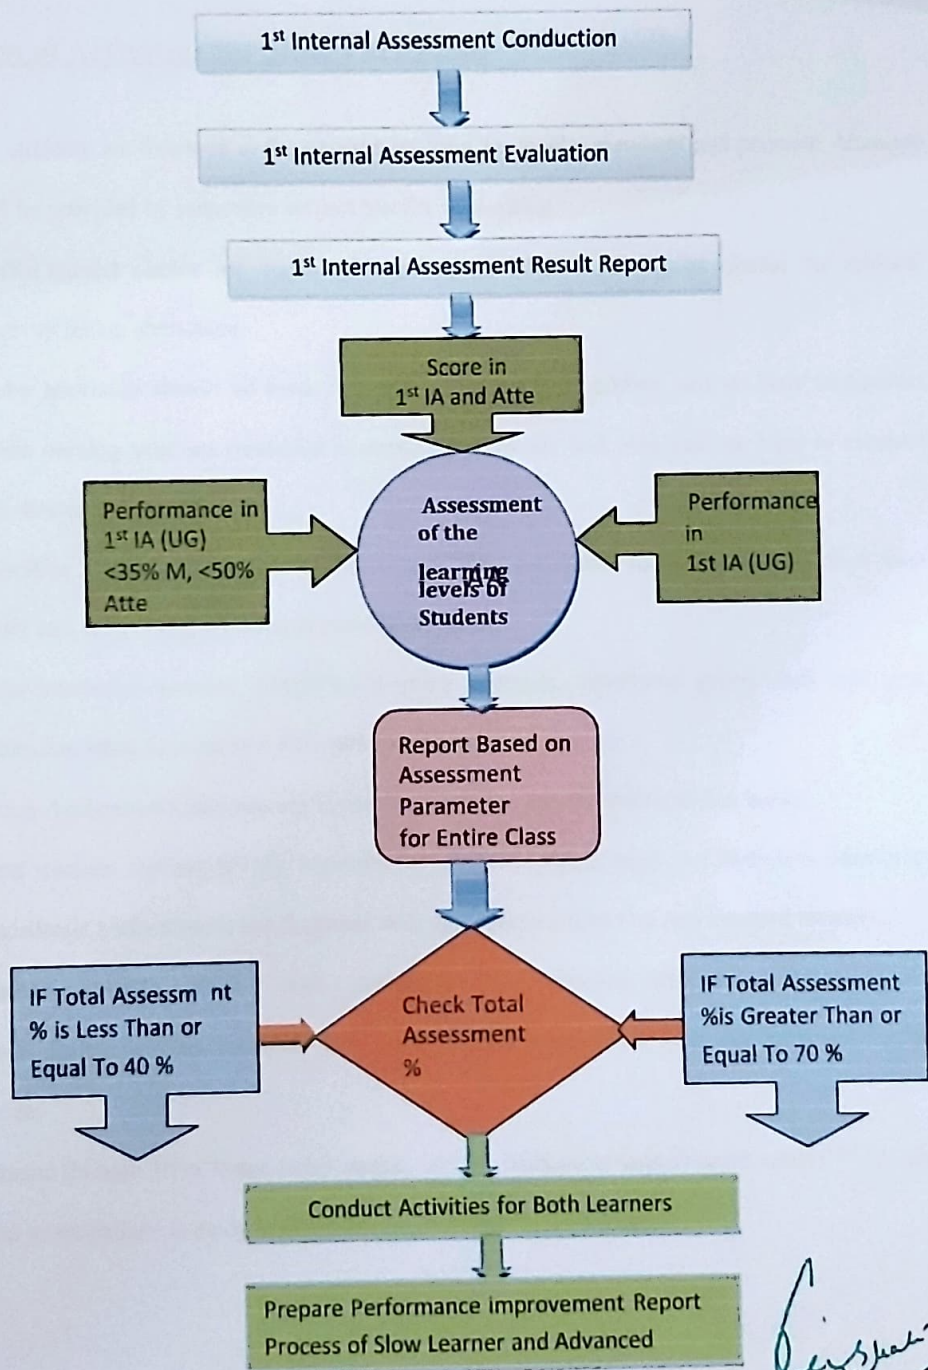 1st Internal Assessment Conduction
1st Internal Assessment Evaluation
1st Internal Assessment Result Report
Score in
1st IA and Atte
Performance in
1st IA (UG)
<35% M, <50%
Atte
Assessment
of the
learning
levels of
Students
Performance
in
1st IA (UG)
Report Based on
Assessment
Parameter
for Entire Class
IF Total Assessm nt
% is Less Than or
Equal To 40 %
Check Total
Assessment
%
IF Total Assessment
%is Greater Than or
Equal To 70 %
Conduct Activities for Both Learners
Prepare Performance improvement Report
Process of Slow Learner and Advanced